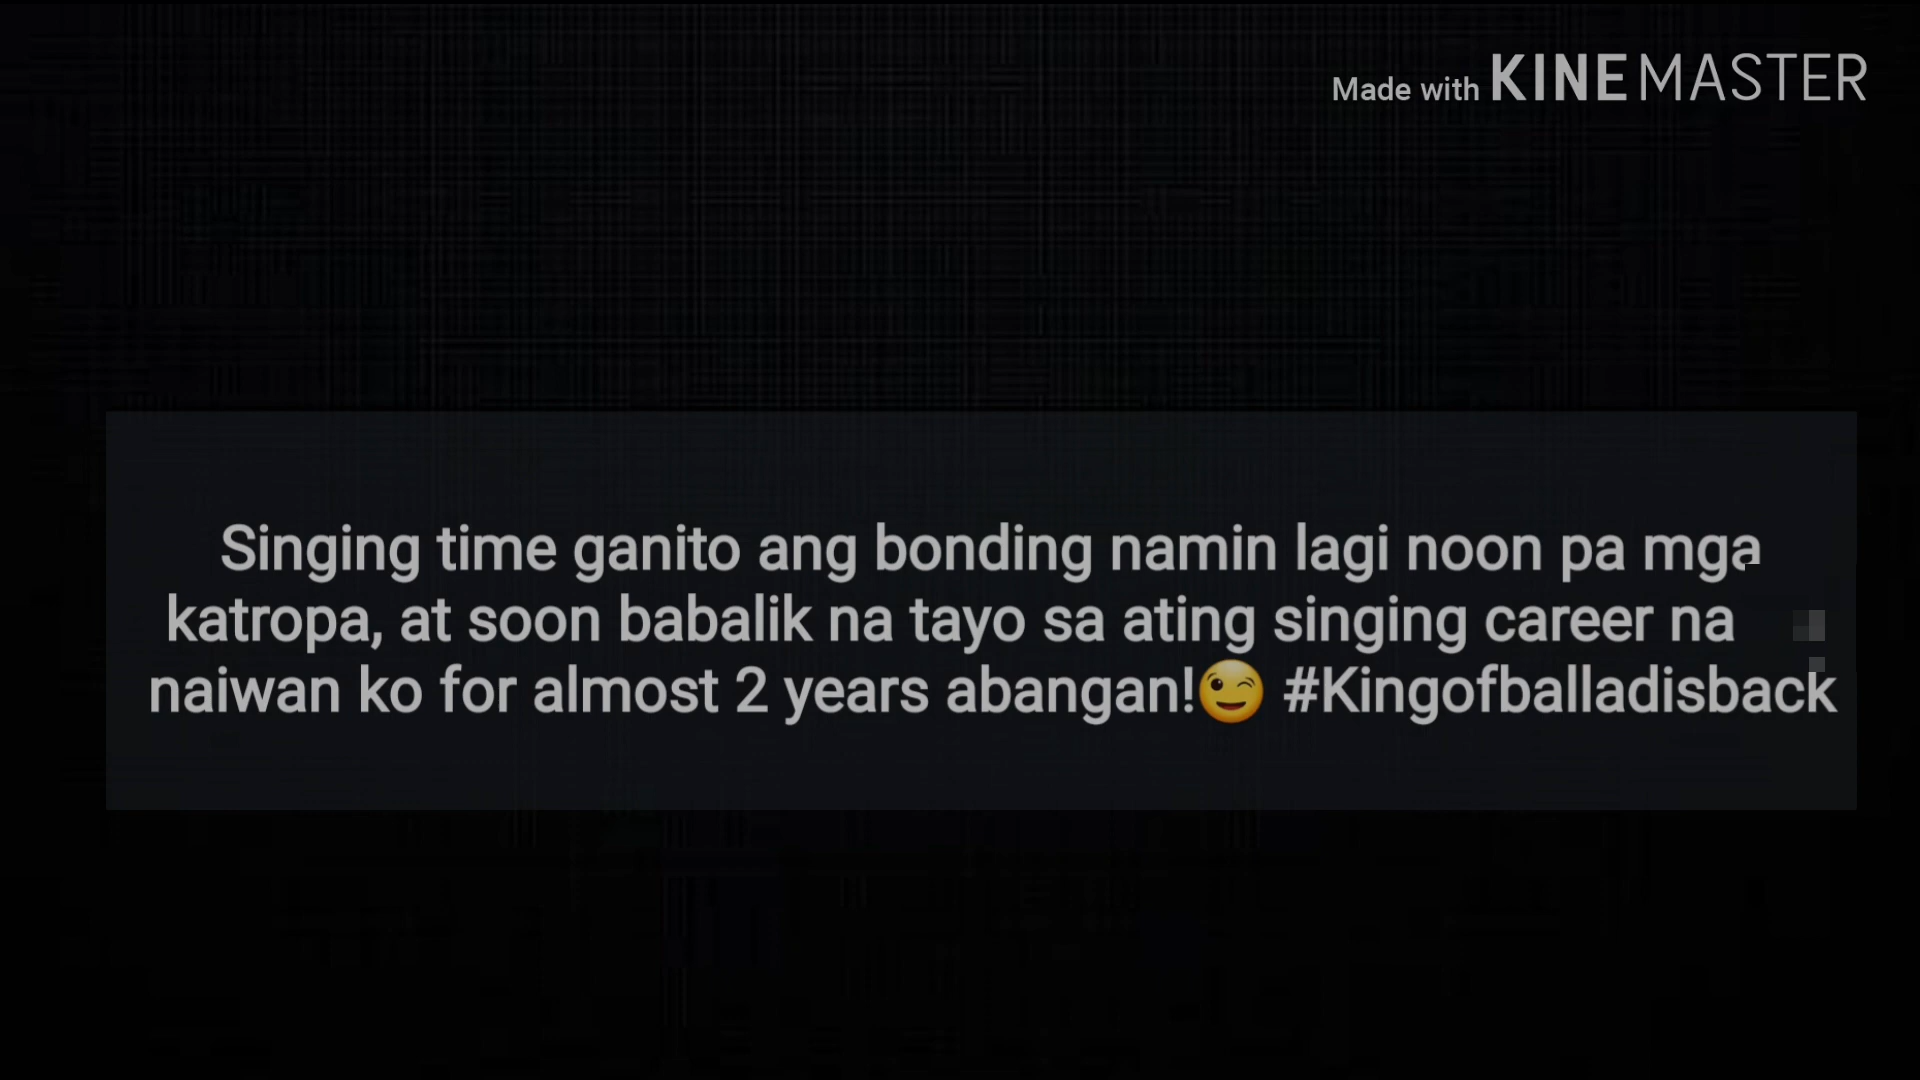 Made with KINEMASTER
Singing time ganito ang bonding namin lagi noon pa mga
katropa, at soon babalik na tayo sa ating singing career na
naiwan ko for almost 2 years abangan!😉 #Kingofballadisback